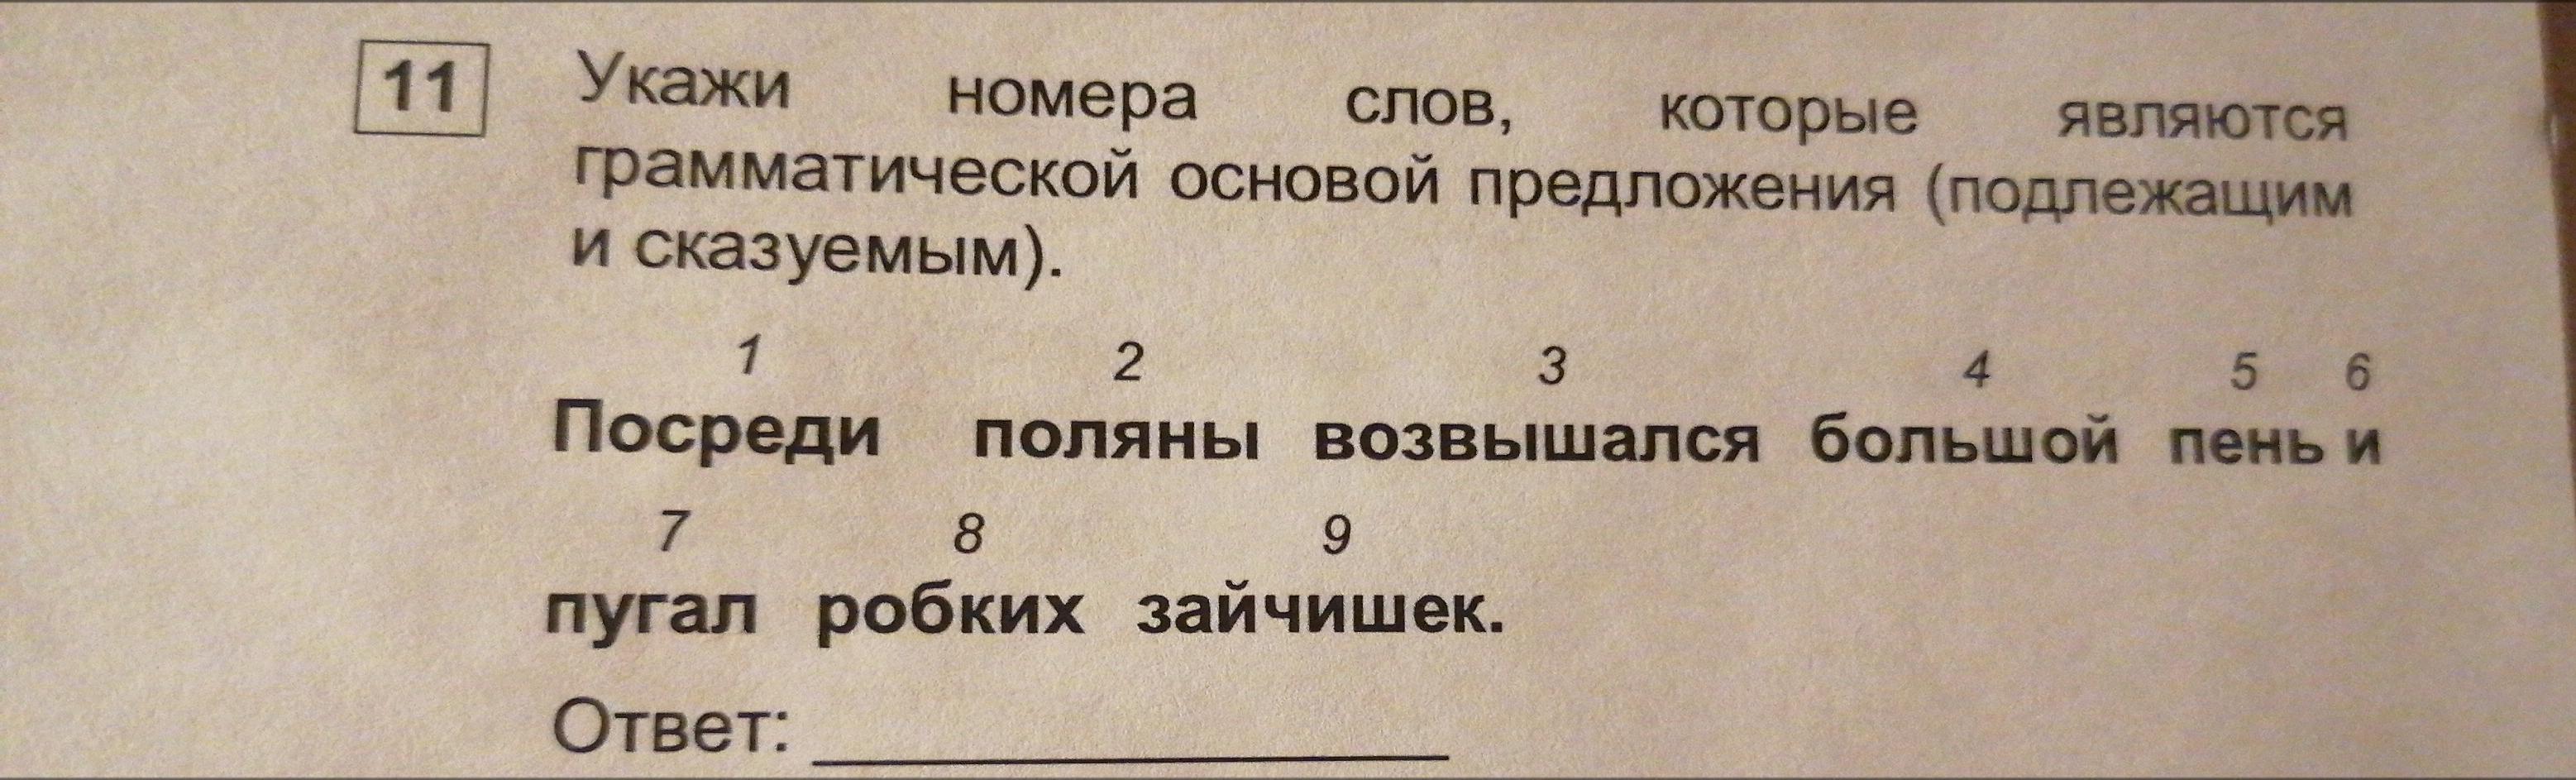 11 Укажи номера слов, которые являются
грамматической основой предложения (подлежащим
и сказуемым).
1 2 3 4 5 6
Посреди поляны возвышался большой пень и
7 8 9
пугал робких зайчишек.
Ответ: